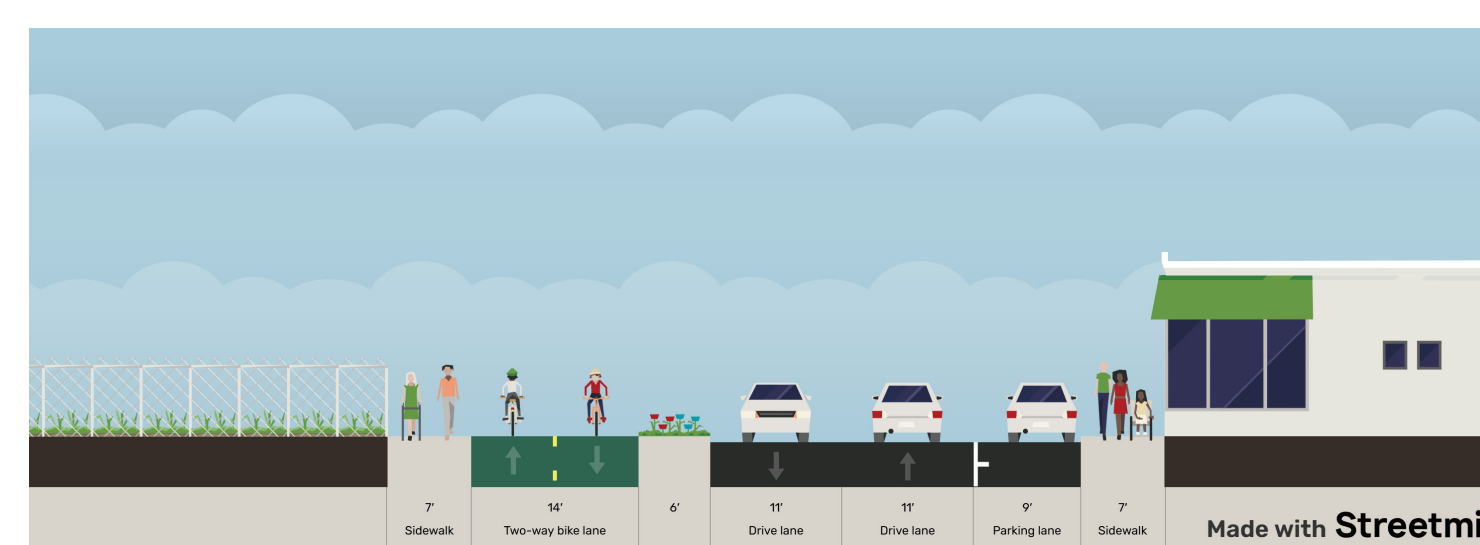 7′
Sidewalk
14′
Two-way bike lane
6′
11′
Drive lane
11′
Drive lane
9′
Parking lane
7′
Sidewalk
Made with Streetmi